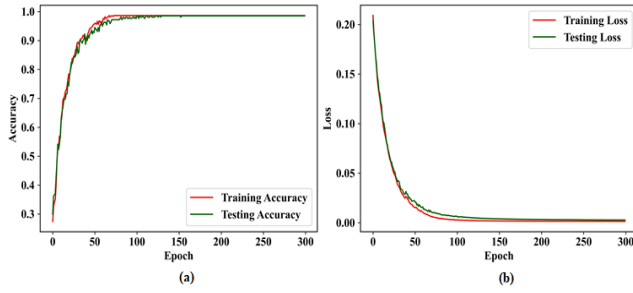 1.0
0.9
0.8
0.7
0.6
0.5
0.4
0.3
Accuracy
0 50 100 150 200 250 300
Epoch
Training Accuracy
Testing Accuracy
(a)
0.20
0.15
0.10
0.05
0.00
Loss
0 50 100 150 200 250 300
Epoch
Training Loss
Testing Loss
(b)